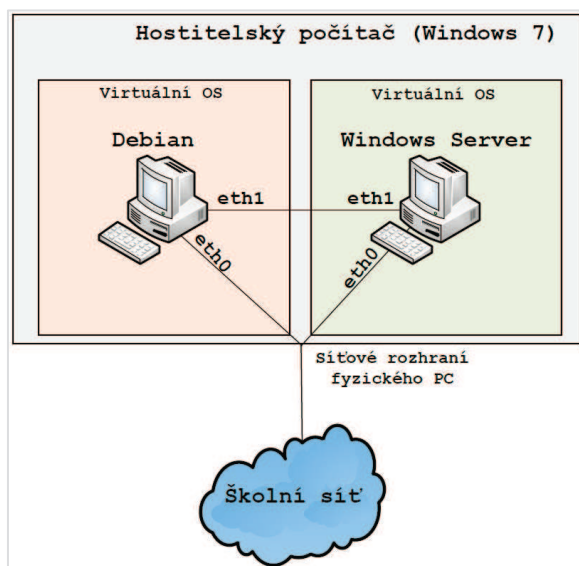 Hostitelský počítač (Windows 7)
Virtuální OS
Virtuální OS
Debian
Windows Server
eth1
eth1
eth0
eth0
Síťové rozhraní
fyzického PC
Školní síť